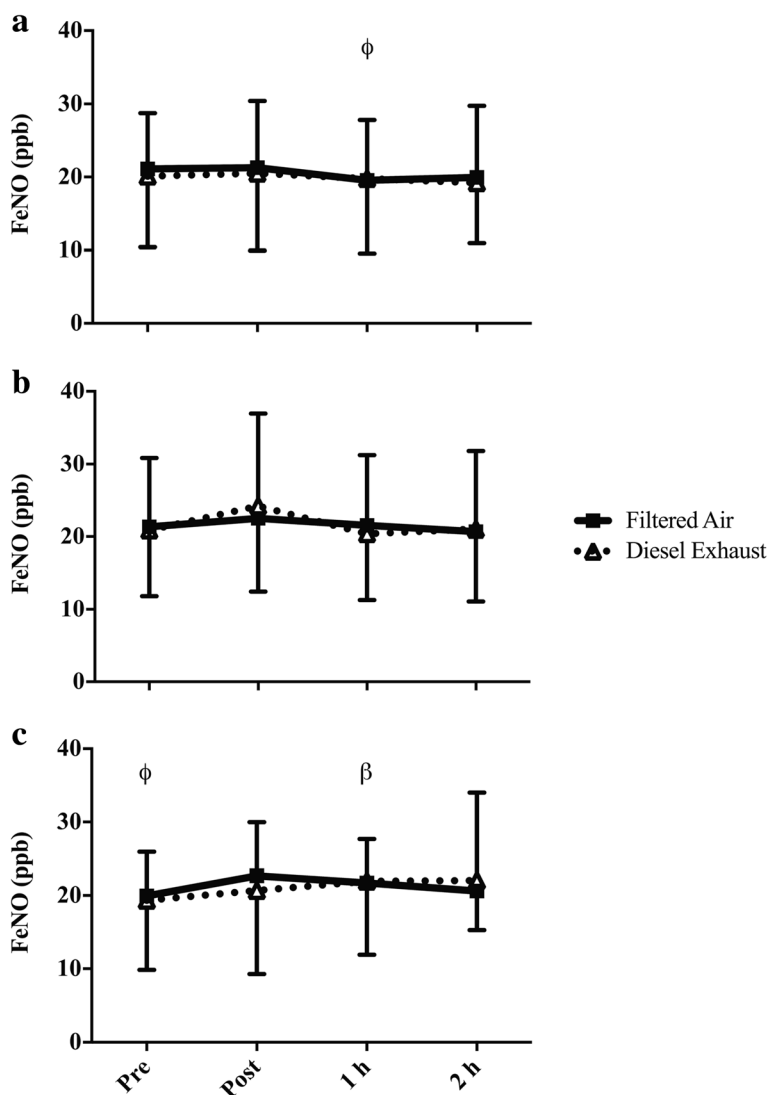 a
ϕ
FeNO (ppb)
40
30
20
10
0
b
FeNO (ppb)
40
30
20
10
0
Filtered Air
Diesel Exhaust
c
ϕ
β
FeNO (ppb)
40
30
20
10
0
Pre
Post
1 h
2 h